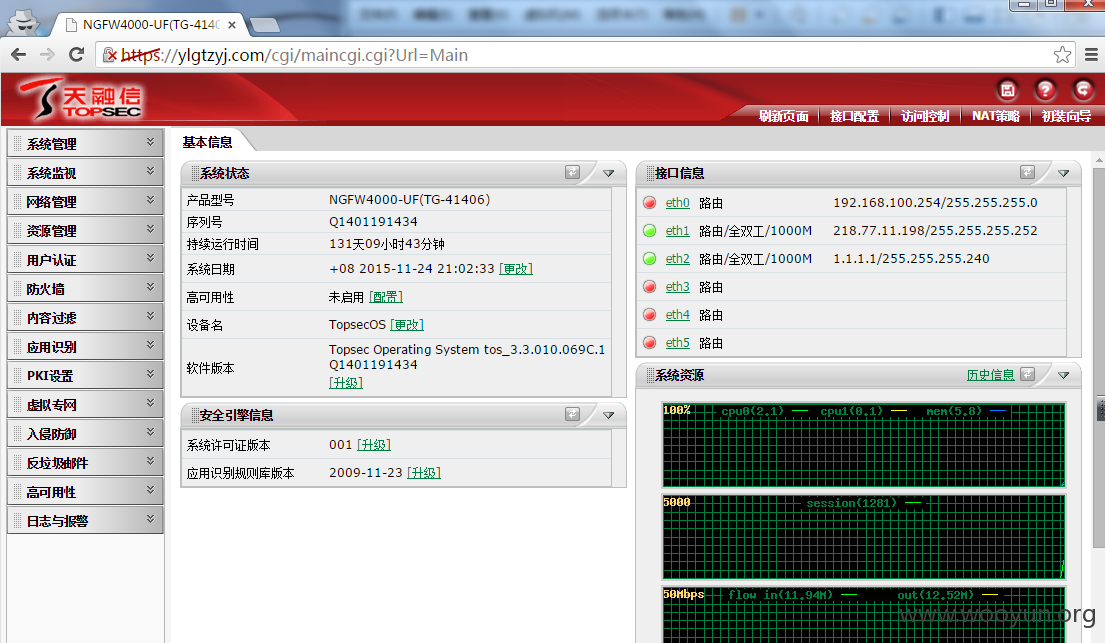 NGFW4000-UF(TG-4140
https://ylgtzyj.com/cgi/maincgi.cgi?Url=Main
天融信
TOPSEC
刷新页面 接口配置 访问控制 NAT策略 初装向导
系统管理
系统监视
网络管理
资源管理
用户认证
防火墙
内容过滤
应用识别
PKI设置
虚拟专网
入侵防御
反垃圾邮件
高可用性
日志与报警
基本信息
系统状态
产品型号 NGFW4000-UF(TG-41406)
序列号 Q1401191434
持续运行时间 131天09小时43分钟
系统日期 +08 2015-11-24 21:02:33 [更改]
高可用性 未启用 [配置]
设备名 TopsecOS [更改]
软件版本 Topsec Operating System tos_3.3.010.069C.1
Q1401191434
[升级]
安全引擎信息
系统许可证版本 001 [升级]
应用识别规则库版本 2009-11-23 [升级]
接口信息
eth0 路由 192.168.100.254/255.255.255.0
eth1 路由/全双工/1000M 218.77.11.198/255.255.255.252
eth2 路由/全双工/1000M 1.1.1.1/255.255.255.240
eth3 路由
eth4 路由
eth5 路由
系统资源 历史信息
100% cpu0(2.1) cpu1(0.1) mem(5.8)
5000 session(1281)
50Mbps flow in(11.94M) out(12.52M)
www.wooyun.org